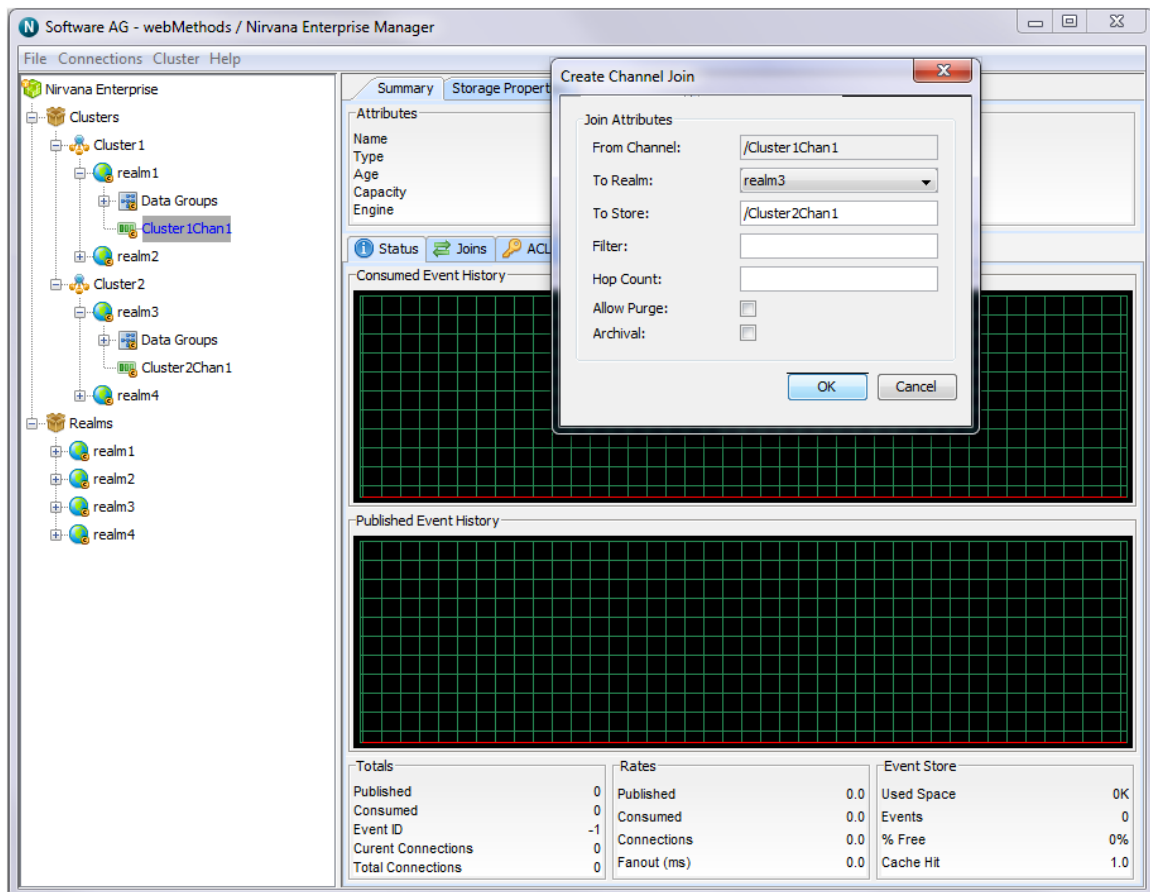 Software AG - webMethods / Nirvana Enterprise Manager
File Connections Cluster Help
Nirvana Enterprise
Clusters
Cluster1
realm1
Data Groups
Cluster1Chan1
realm2
Cluster2
realm3
Data Groups
Cluster2Chan1
realm4
Realms
realm1
realm2
realm3
realm4
Summary Storage Propert
Attributes
Name
Type
Age
Capacity
Engine
Status Joins ACL
Create Channel Join
Join Attributes
From Channel: /Cluster1Chan1
To Realm: realm3
To Store: /Cluster2Chan1
Filter:
Hop Count:
Allow Purge:
Archival:
OK Cancel
Consumed Event History
Published Event History
Totals
Published 0
Consumed 0
Event ID -1
Curent Connections 0
Total Connections 0
Rates
Published 0.0
Consumed 0.0
Connections 0.0
Fanout (ms) 0.0
Event Store
Used Space 0K
Events 0
% Free 0%
Cache Hit 1.0